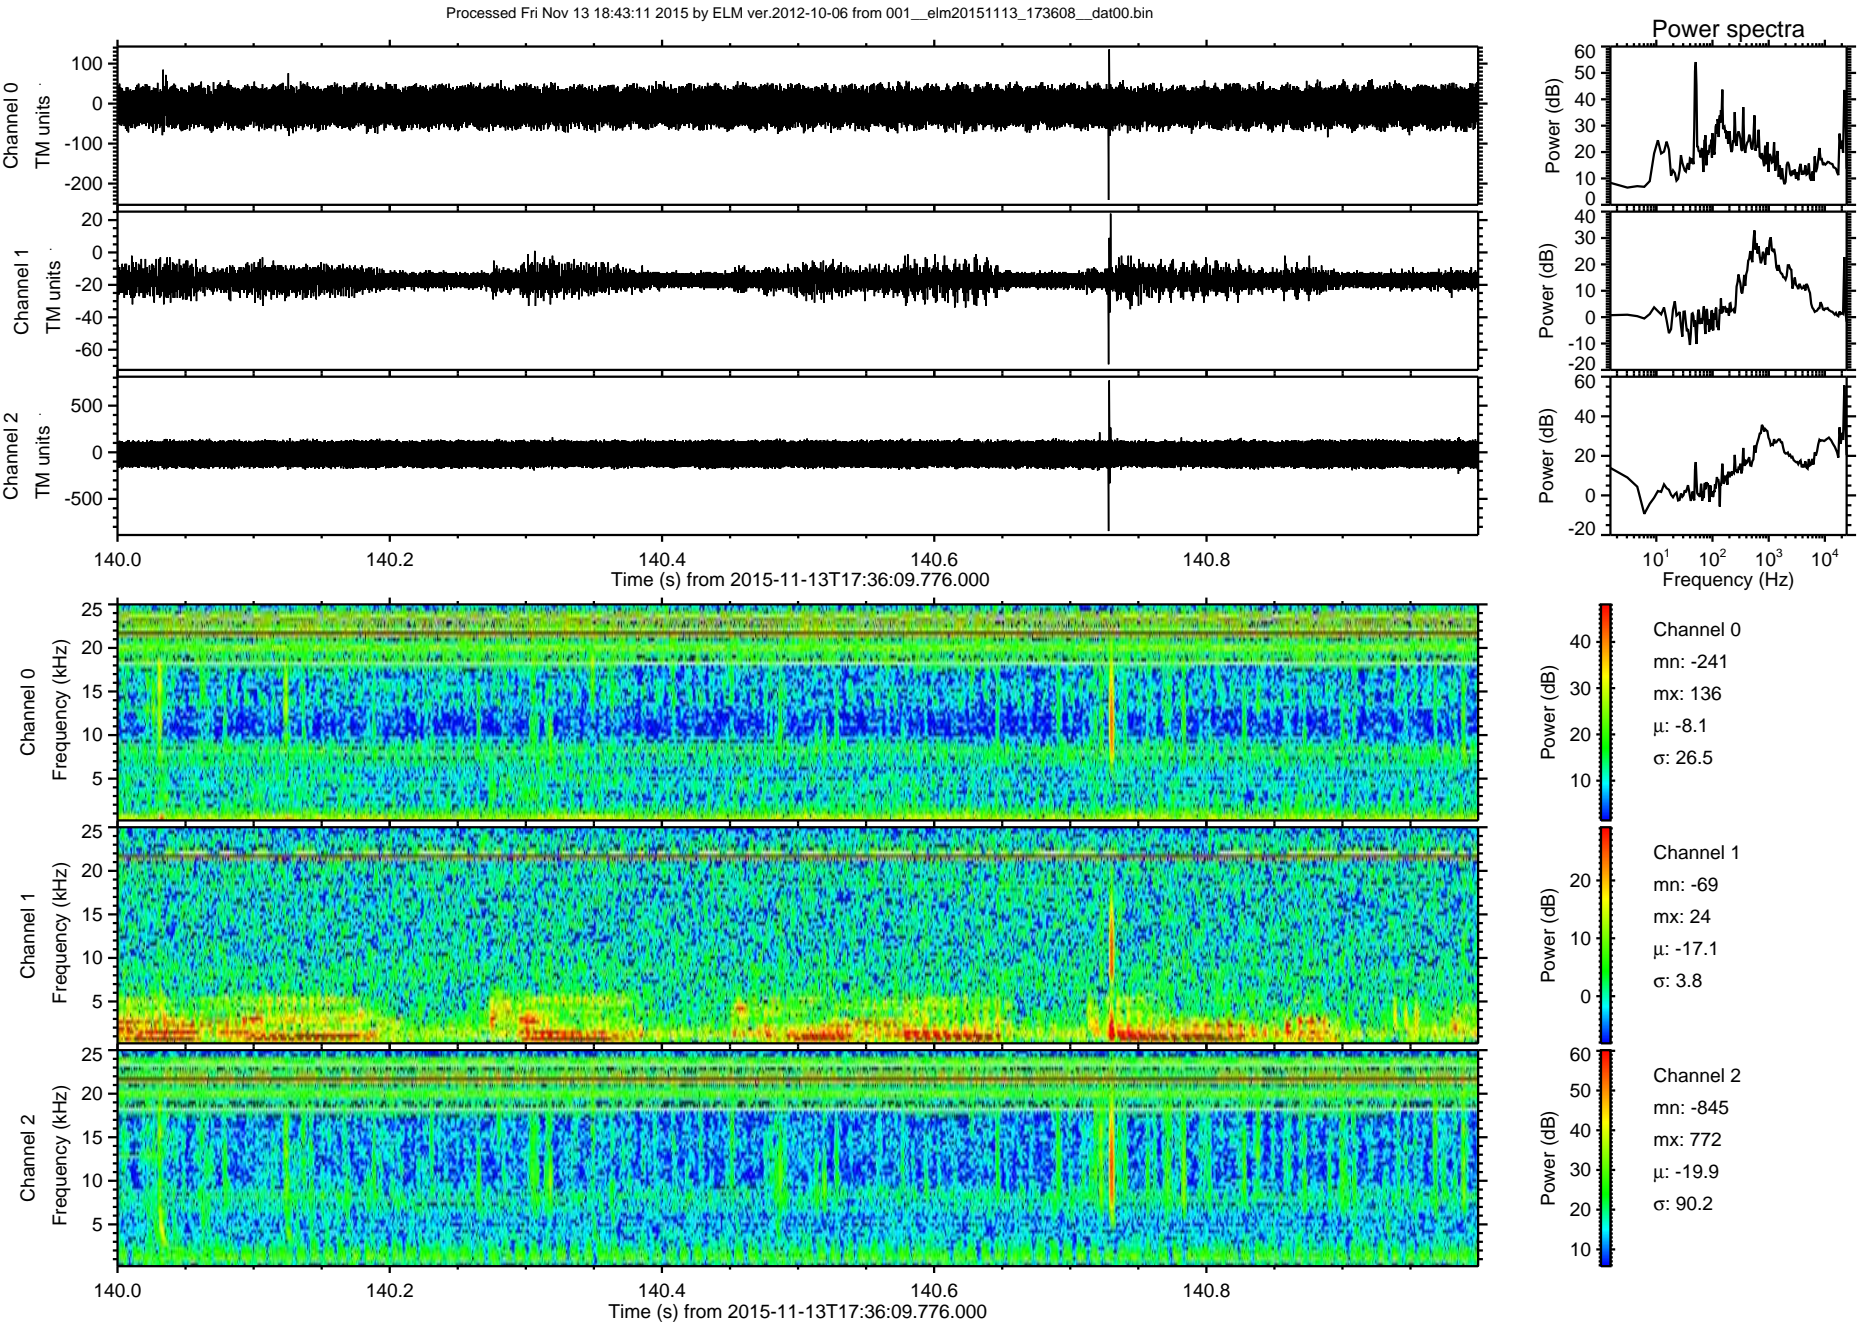 Processed Fri Nov 13 18:43:11 2015 by ELM ver.2012-10-06 from 001__elm20151113_173608__dat00.bin
Power spectra
Channel 0
TM units
100
0
-100
-200
Power (dB)
60
50
40
30
20
10
0
Channel 1
TM units
20
0
-20
-40
-60
Power (dB)
40
30
20
10
0
-10
-20
Channel 2
TM units
500
0
-500
Power (dB)
60
40
20
0
-20
140.0 140.2 140.4 140.6 140.8
Time (s) from 2015-11-13T17:36:09.776.000
10¹ 10² 10³ 10⁴
Frequency (Hz)
Channel 0
Frequency (kHz)
25
20
15
10
5
Power (dB)
40
30
20
10
Channel 0
mn: -241
mx: 136
µ: -8.1
σ: 26.5
Channel 1
Frequency (kHz)
25
20
15
10
5
Power (dB)
20
10
0
Channel 1
mn: -69
mx: 24
µ: -17.1
σ: 3.8
Channel 2
Frequency (kHz)
25
20
15
10
5
Power (dB)
60
50
40
30
20
10
Channel 2
mn: -845
mx: 772
µ: -19.9
σ: 90.2
140.0 140.2 140.4 140.6 140.8
Time (s) from 2015-11-13T17:36:09.776.000